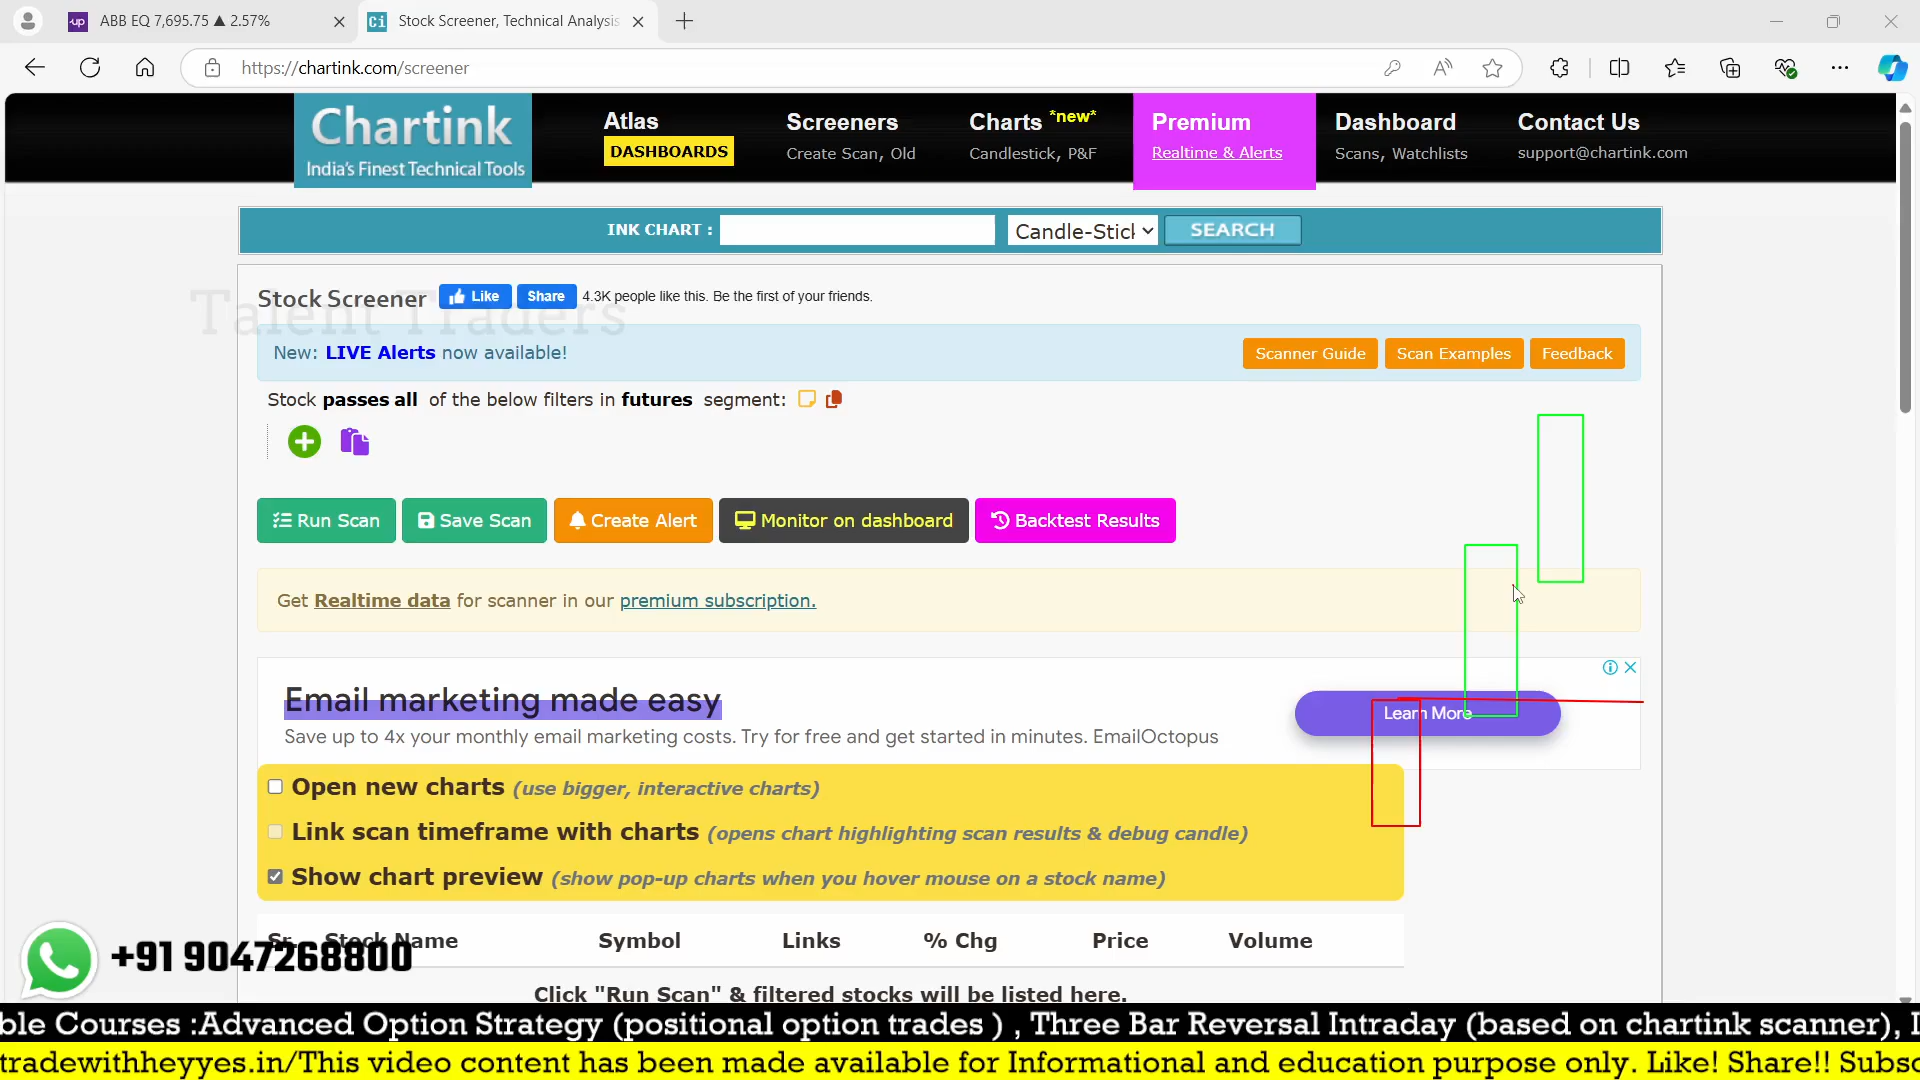 ABB EQ 7,695.75 ▲ 2.57%
Stock Screener, Technical Analysis
https://chartink.com/screener
Chartink
India's Finest Technical Tools
Atlas
DASHBOARDS
Screeners
Create Scan, Old
Charts *new*
Candlestick, P&F
Premium
Realtime & Alerts
Dashboard
Scans, Watchlists
Contact Us
support@chartink.com
INK CHART :
Candle-Stick
SEARCH
Stock Screener
Like
Share
4.3K people like this. Be the first of your friends.
Talent Traders
New: LIVE Alerts now available!
Scanner Guide
Scan Examples
Feedback
Stock passes all of the below filters in futures segment:
Run Scan
Save Scan
Create Alert
Monitor on dashboard
Backtest Results
Get Realtime data for scanner in our premium subscription.
Email marketing made easy
Save up to 4x your monthly email marketing costs. Try for free and get started in minutes. EmailOctopus
Learn More
Open new charts (use bigger, interactive charts)
Link scan timeframe with charts (opens chart highlighting scan results & debug candle)
Show chart preview (show pop-up charts when you hover mouse on a stock name)
Sr. Stock Name Symbol Links % Chg Price Volume
+91 9047268800
Click "Run Scan" & filtered stocks will be listed here.
ble Courses :Advanced Option Strategy (positional option trades ) , Three Bar Reversal Intraday (based on chartink scanner), I
tradewithheyyes.in/This video content has been made available for Informational and education purpose only. Like! Share!! Subsc